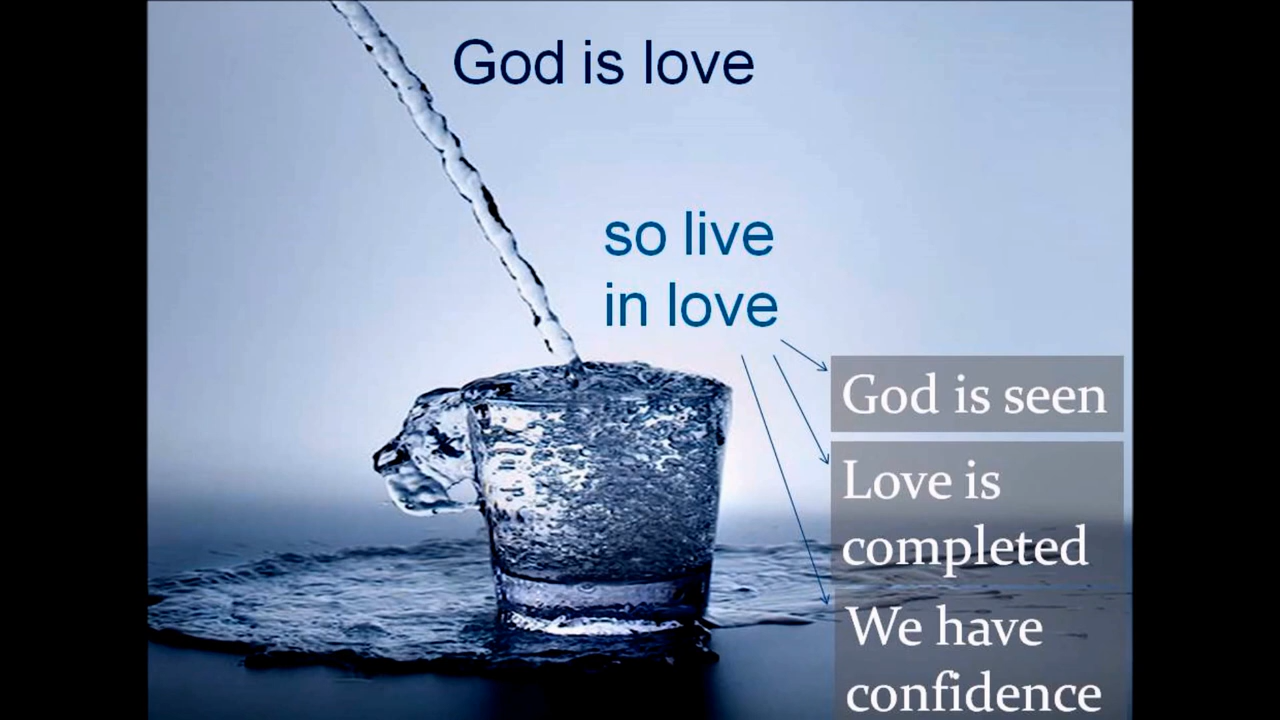 God is love
so live
in love
God is seen
Love is
completed
We have
confidence